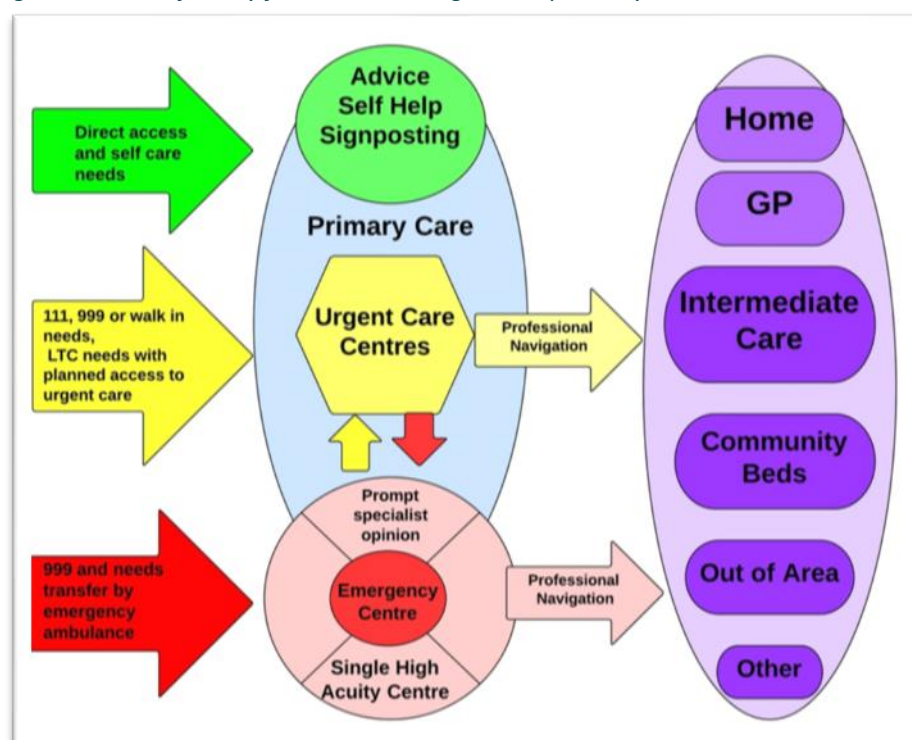 Direct access
and self care
needs
Advice
Self Help
Signposting
Primary Care
111, 999 or walk in
needs,
LTC needs with
planned access to
urgent care
Urgent Care
Centres
Professional
Navigation
999 and needs
transfer by
emergency
ambulance
Prompt
specialist
opinion
Emergency
Centre
Single High
Acuity Centre
Professional
Navigation
Home
GP
Intermediate
Care
Community
Beds
Out of Area
Other